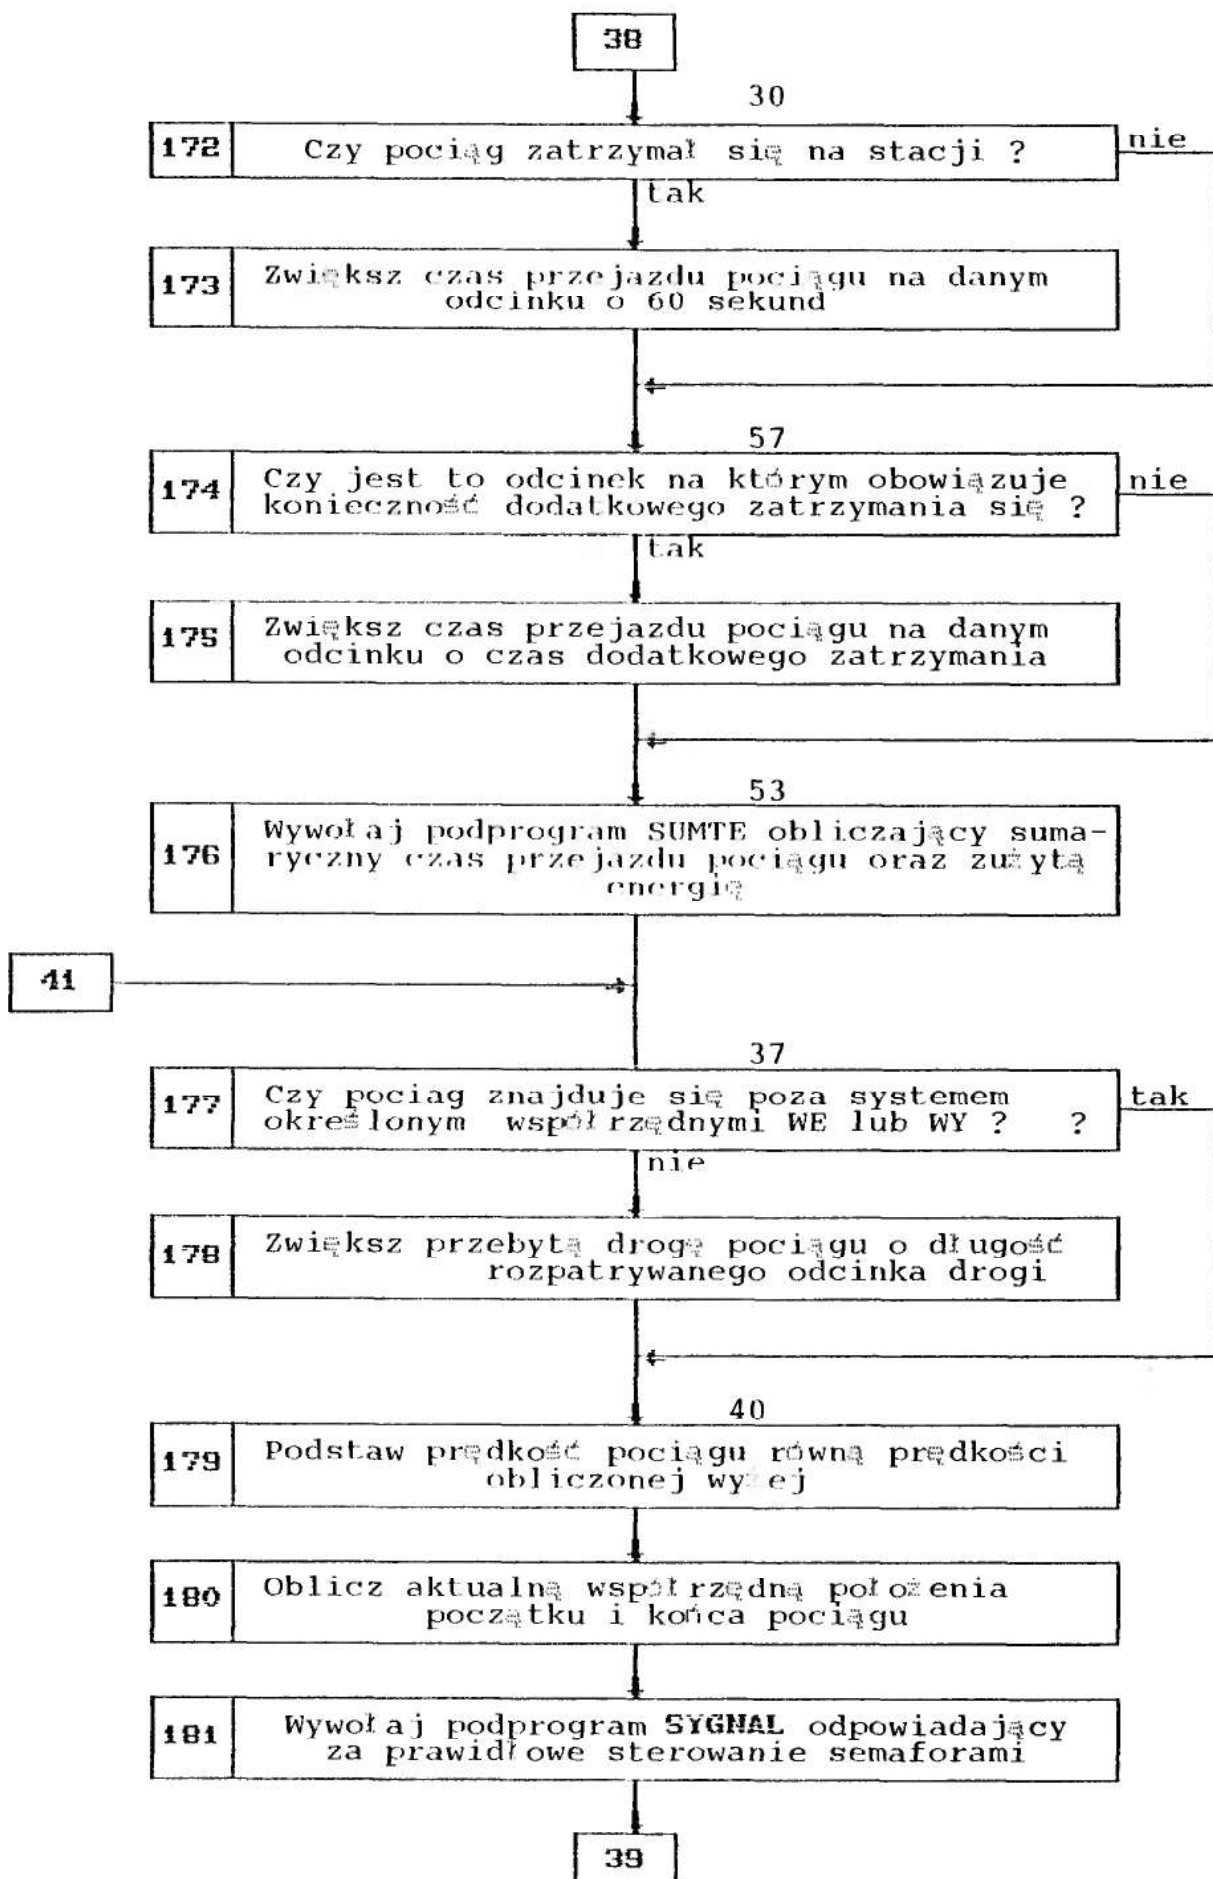 38
30
172 Czy pociąg zatrzymał się na stacji ? nie
tak
173 Zwiększ czas przejazdu pociągu na danym
odcinku o 60 sekund
57
174 Czy jest to odcinek na którym obowiązuje nie
konieczność dodatkowego zatrzymania się ?
tak
175 Zwiększ czas przejazdu pociągu na danym
odcinku o czas dodatkowego zatrzymania
53
176 Wywołaj podprogram SUMTE obliczający suma-
ryczny czas przejazdu pociągu oraz zużytą
energię
41
37
177 Czy pociag znajduje się poza systemem tak
określonym współrzędnymi WE lub WY ? ?
nie
178 Zwiększ przebytą drogę pociągu o długość
rozpatrywanego odcinka drogi
40
179 Podstaw prędkość pociągu równą prędkości
obliczonej wyżej
180 Oblicz aktualną współrzędną położenia
początku i końca pociągu
181 Wywołaj podprogram SYGNAL odpowiadający
za prawidłowe sterowanie semaforami
39